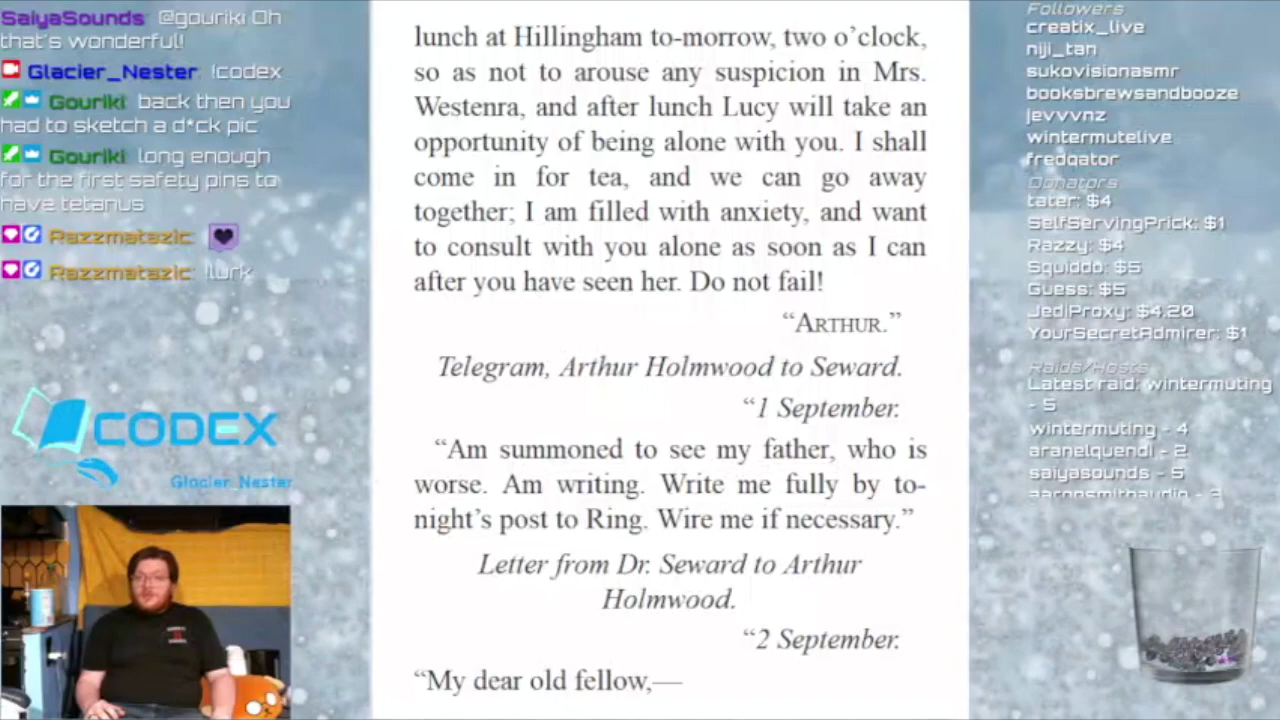 SaiyaSounds @gouriki Oh
that's wonderful!
Glacier_Nester !codex
Gouriki back then you
had to sketch a d*ck pic
Gouriki long enough
for the first safety pins to
have tetanus
Razzmatazic
Razzmatazic !lurk
CODEX
Glacier_Nester
lunch at Hillingham to-morrow, two o'clock,
so as not to arouse any suspicion in Mrs.
Westenra, and after lunch Lucy will take an
opportunity of being alone with you. I shall
come in for tea, and we can go away
together; I am filled with anxiety, and want
to consult with you alone as soon as I can
after you have seen her. Do not fail!
“ARTHUR.”
Telegram, Arthur Holmwood to Seward.
“1 September.
“Am summoned to see my father, who is
worse. Am writing. Write me fully by to-
night's post to Ring. Wire me if necessary.”
Letter from Dr. Seward to Arthur
Holmwood.
“2 September.
“My dear old fellow,—
Followers
creatix_live
niji_tan
sukovisionasmr
booksbrewsandbooze
jevvvnz
wintermutelive
fredgator
Donators
tater: $4
SelfServingPrick: $1
Razzy: $4
Squiddo: $5
Guess: $5
JediProxy: $4.20
YourSecretAdmirer: $1
Raids/Hosts
Latest raid: wintermuting
- 5
wintermuting - 4
aranelquendi - 2
saiyasounds - 5
aaronsmithaudio - 3